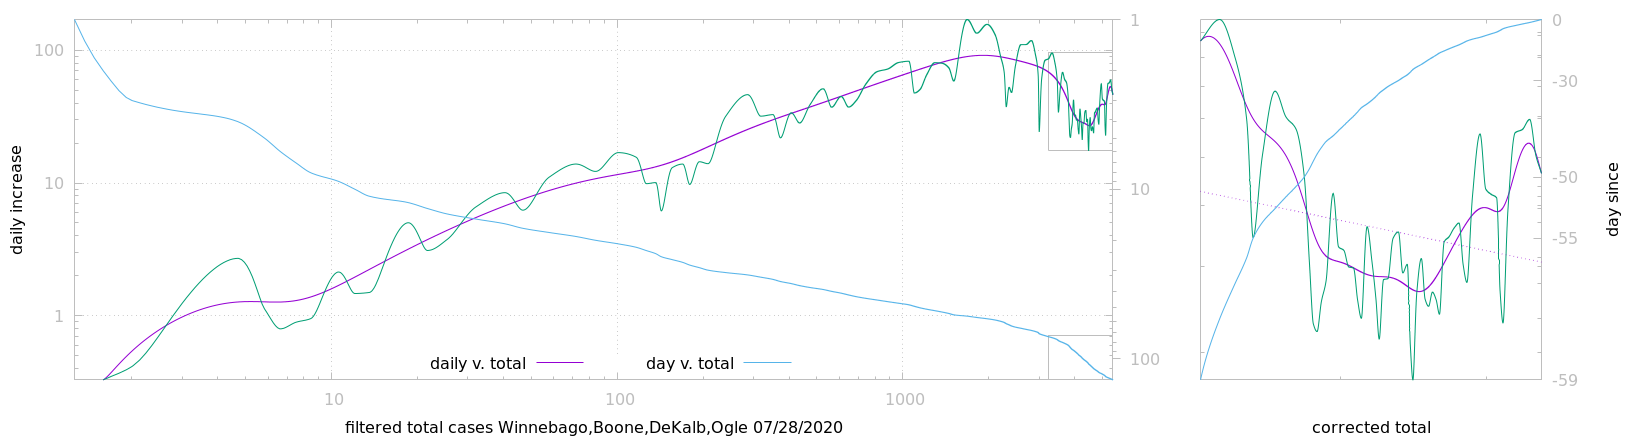 100
10
1
daily increase
10
100
1000
1
10
100
daily v. total
day v. total
filtered total cases Winnebago,Boone,DeKalb,Ogle 07/28/2020
0
-30
-50
-55
-59
day since
corrected total